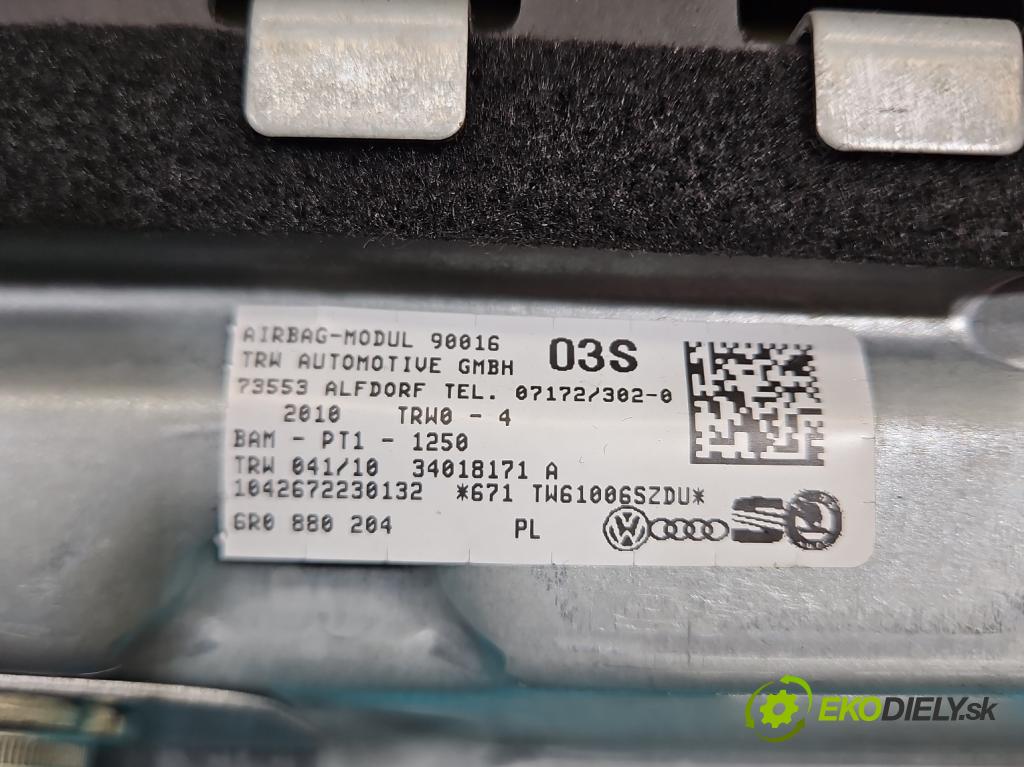 AIRBAG-MODUL 90016
03S
TRW AUTOMOTIVE GMBH
73553 ALFDORF TEL. 07172/302-0
2010 TRW0 - 4
BAM - PT1 - 1250
TRW 041/10 34018171 A
1042672230132 *671 TW61006SZDU*
6R0 880 204 PL
EKODIELY.sk